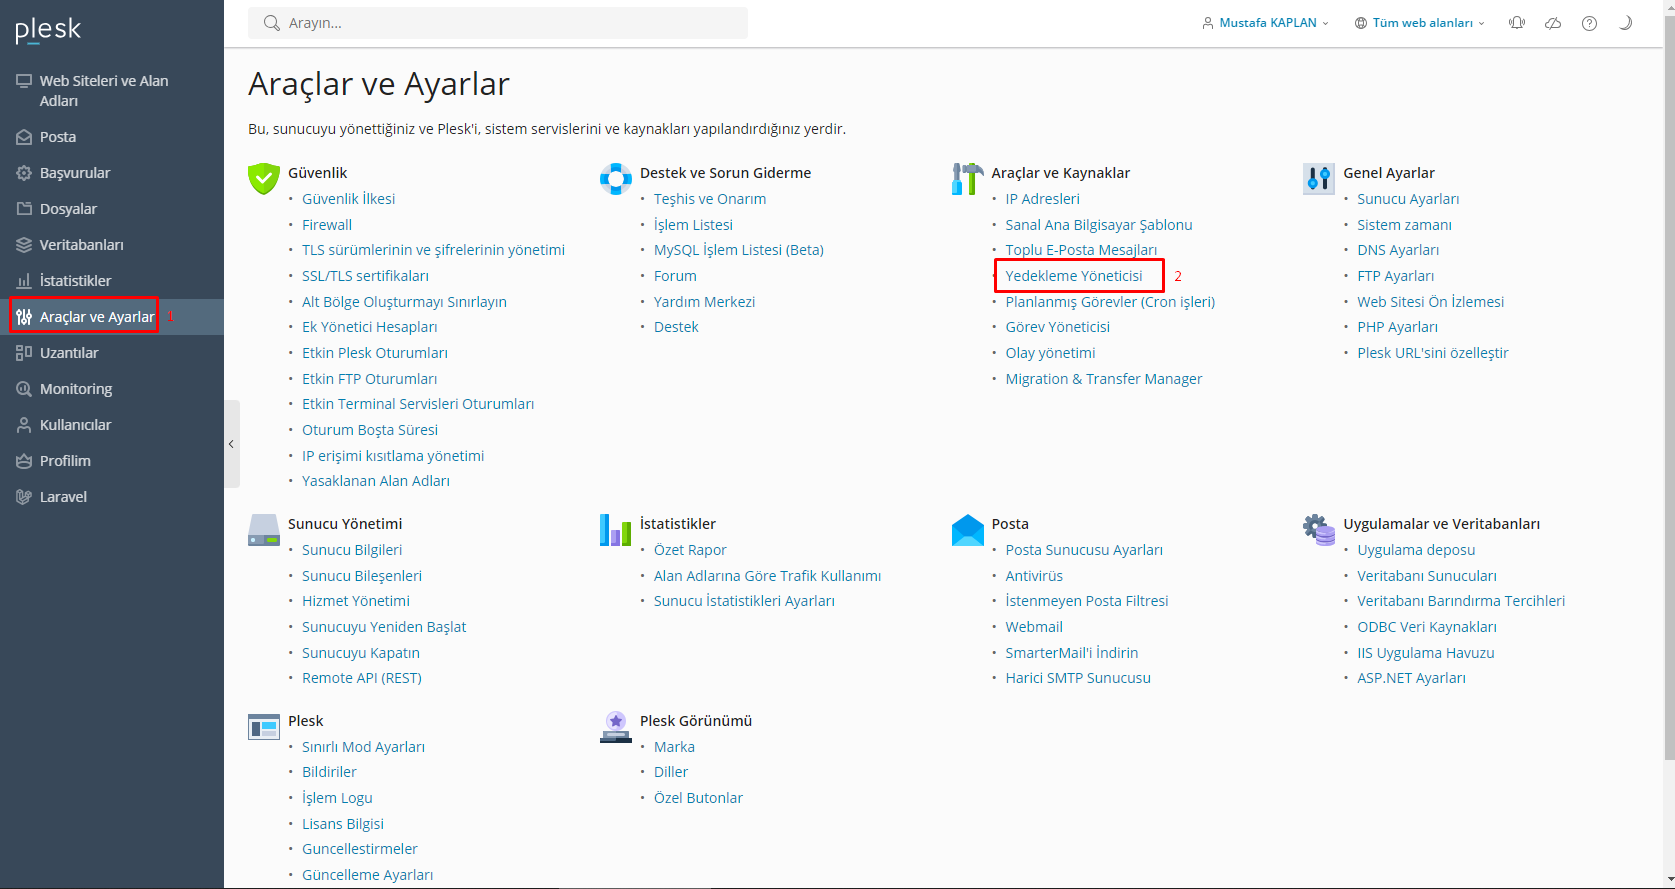 plesk
Arayın...
Mustafa KAPLAN
Tüm web alanları
Web Siteleri ve Alan
Adları
Posta
Başvurular
Dosyalar
Veritabanları
İstatistikler
Araçlar ve Ayarlar 1
Uzantılar
Monitoring
Kullanıcılar
Profilim
Laravel
Araçlar ve Ayarlar
Bu, sunucuyu yönettiğiniz ve Plesk'i, sistem servislerini ve kaynakları yapılandırdığınız yerdir.
Güvenlik
Güvenlik İlkesi
Firewall
TLS sürümlerinin ve şifrelerinin yönetimi
SSL/TLS sertifikaları
Alt Bölge Oluşturmayı Sınırlayın
Ek Yönetici Hesapları
Etkin Plesk Oturumları
Etkin FTP Oturumları
Etkin Terminal Servisleri Oturumları
Oturum Boşta Süresi
IP erişimi kısıtlama yönetimi
Yasaklanan Alan Adları
Destek ve Sorun Giderme
Teşhis ve Onarım
İşlem Listesi
MySQL İşlem Listesi (Beta)
Forum
Yardım Merkezi
Destek
Araçlar ve Kaynaklar
IP Adresleri
Sanal Ana Bilgisayar Şablonu
Toplu E-Posta Mesajları
Yedekleme Yöneticisi 2
Planlanmış Görevler (Cron işleri)
Görev Yöneticisi
Olay yönetimi
Migration & Transfer Manager
Genel Ayarlar
Sunucu Ayarları
Sistem zamanı
DNS Ayarları
FTP Ayarları
Web Sitesi Ön İzlemesi
PHP Ayarları
Plesk URL'sini özelleştir
Sunucu Yönetimi
Sunucu Bilgileri
Sunucu Bileşenleri
Hizmet Yönetimi
Sunucuyu Yeniden Başlat
Sunucuyu Kapatın
Remote API (REST)
İstatistikler
Özet Rapor
Alan Adlarına Göre Trafik Kullanımı
Sunucu İstatistikleri Ayarları
Posta
Posta Sunucusu Ayarları
Antivirüs
İstenmeyen Posta Filtresi
Webmail
SmarterMail'i İndirin
Harici SMTP Sunucusu
Uygulamalar ve Veritabanları
Uygulama deposu
Veritabanı Sunucuları
Veritabanı Barındırma Tercihleri
ODBC Veri Kaynakları
IIS Uygulama Havuzu
ASP.NET Ayarları
Plesk
Sınırlı Mod Ayarları
Bildiriler
İşlem Logu
Lisans Bilgisi
Guncellestirmeler
Güncelleme Ayarları
Plesk Görünümü
Marka
Diller
Özel Butonlar